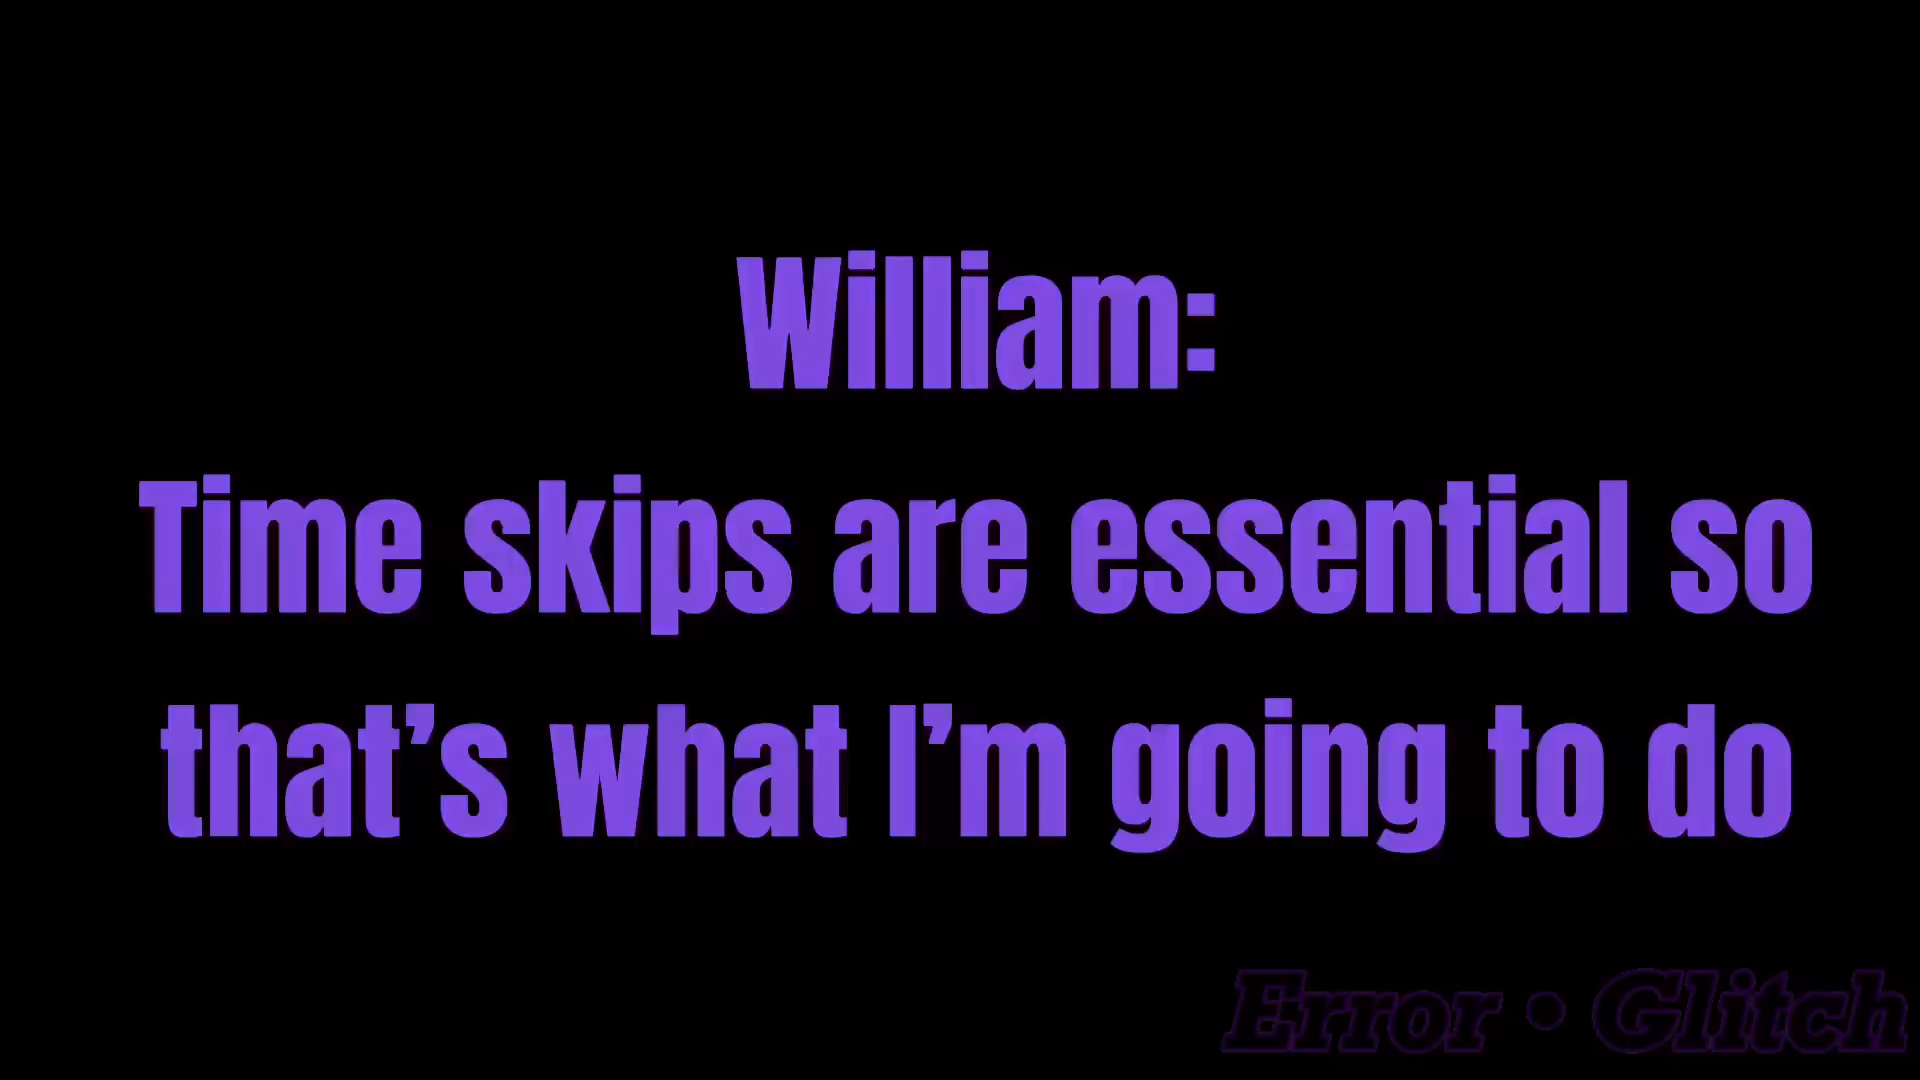 William:
Time skips are essential so
that’s what I’m going to do
Error • Glitch